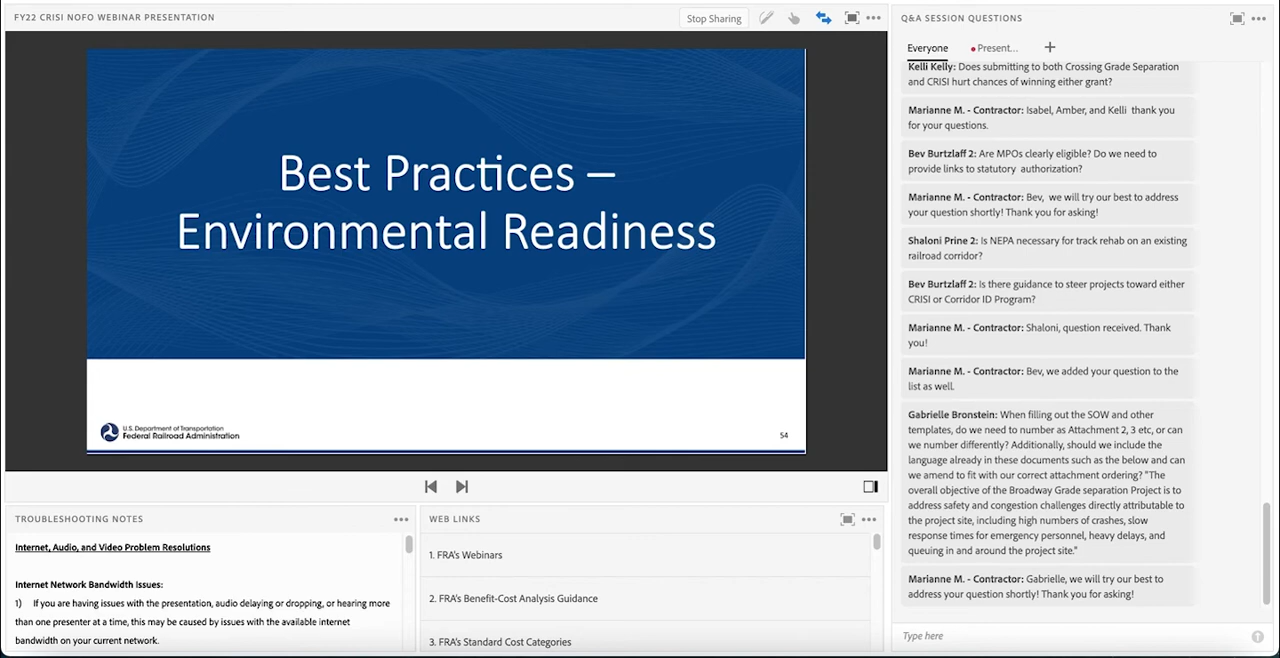 FY22 CRISI NOFO WEBINAR PRESENTATION
Stop Sharing
Best Practices –
Environmental Readiness
U.S. Department of Transportation
Federal Railroad Administration
54
TROUBLESHOOTING NOTES
Internet, Audio, and Video Problem Resolutions
Internet Network Bandwidth Issues:
1) If you are having issues with the presentation, audio delaying or dropping, or hearing more
than one presenter at a time, this may be caused by issues with the available internet
bandwidth on your current network.
WEB LINKS
1. FRA's Webinars
2. FRA's Benefit-Cost Analysis Guidance
3. FRA's Standard Cost Categories
Q&A SESSION QUESTIONS
Everyone
Present...
Kelli Kelly: Does submitting to both Crossing Grade Separation
and CRISI hurt chances of winning either grant?
Marianne M. - Contractor: Isabel, Amber, and Kelli thank you
for your questions.
Bev Burtzlaff 2: Are MPOs clearly eligible? Do we need to
provide links to statutory authorization?
Marianne M. - Contractor: Bev, we will try our best to address
your question shortly! Thank you for asking!
Shaloni Prine 2: Is NEPA necessary for track rehab on an existing
railroad corridor?
Bev Burtzlaff 2: Is there guidance to steer projects toward either
CRISI or Corridor ID Program?
Marianne M. - Contractor: Shaloni, question received. Thank
you!
Marianne M. - Contractor: Bev, we added your question to the
list as well.
Gabrielle Bronstein: When filling out the SOW and other
templates, do we need to number as Attachment 2, 3 etc, or can
we number differently? Additionally, should we include the
language already in these documents such as the below and can
we amend to fit with our correct attachment ordering? "The
overall objective of the Broadway Grade separation Project is to
address safety and congestion challenges directly attributable to
the project site, including high numbers of crashes, slow
response times for emergency personnel, heavy delays, and
queuing in and around the project site."
Marianne M. - Contractor: Gabrielle, we will try our best to
address your question shortly! Thank you for asking!
Type here